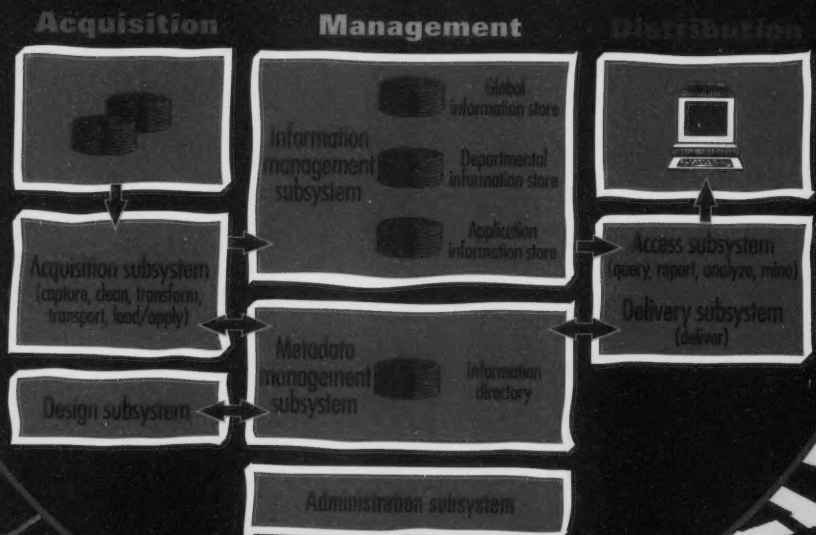 Acquisition
Management
Distribution
Global
information store
Information
management
subsystem
Departmental
information store
Application
information store
Acquisition subsystem
(capture, clean, transform,
transport, load/apply)
Access subsystem
(query, report, analyze, mine)
Delivery subsystem
(deliver)
Metadata
management
subsystem
Information
directory
Design subsystem
Administration subsystem